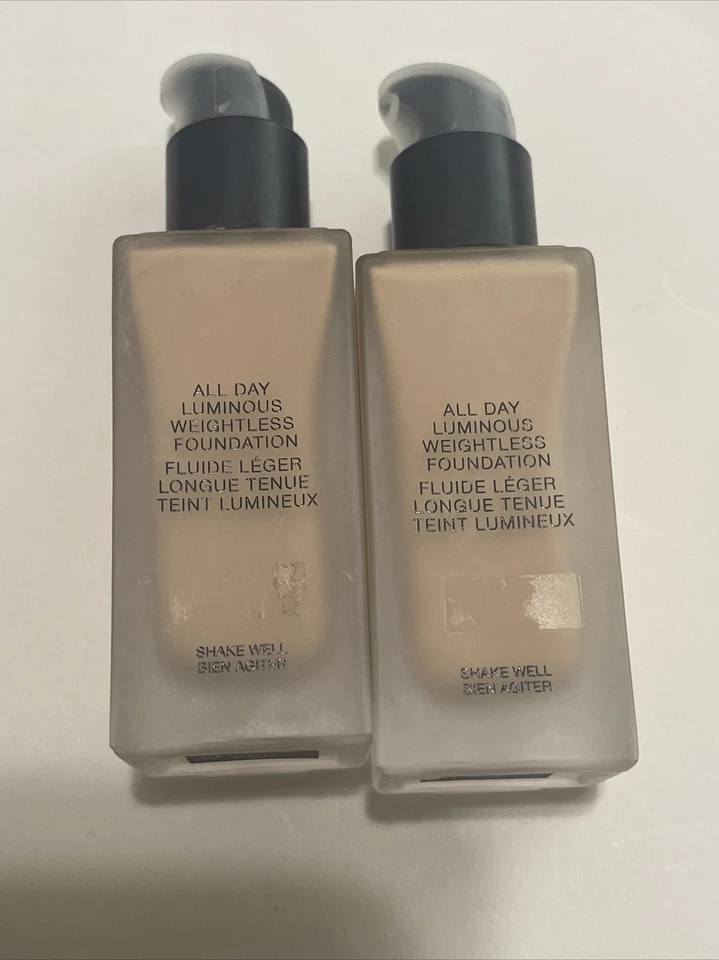 ALL DAY
LUMINOUS
WEIGHTLESS
FOUNDATION
FLUIDE LÉGER
LONGUE TENUE
TEINT LUMINEUX
SHAKE WELL
BIEN AGITER
ALL DAY
LUMINOUS
WEIGHTLESS
FOUNDATION
FLUIDE LÉGER
LONGUE TENUE
TEINT LUMINEUX
SHAKE WELL
BIEN AGITER